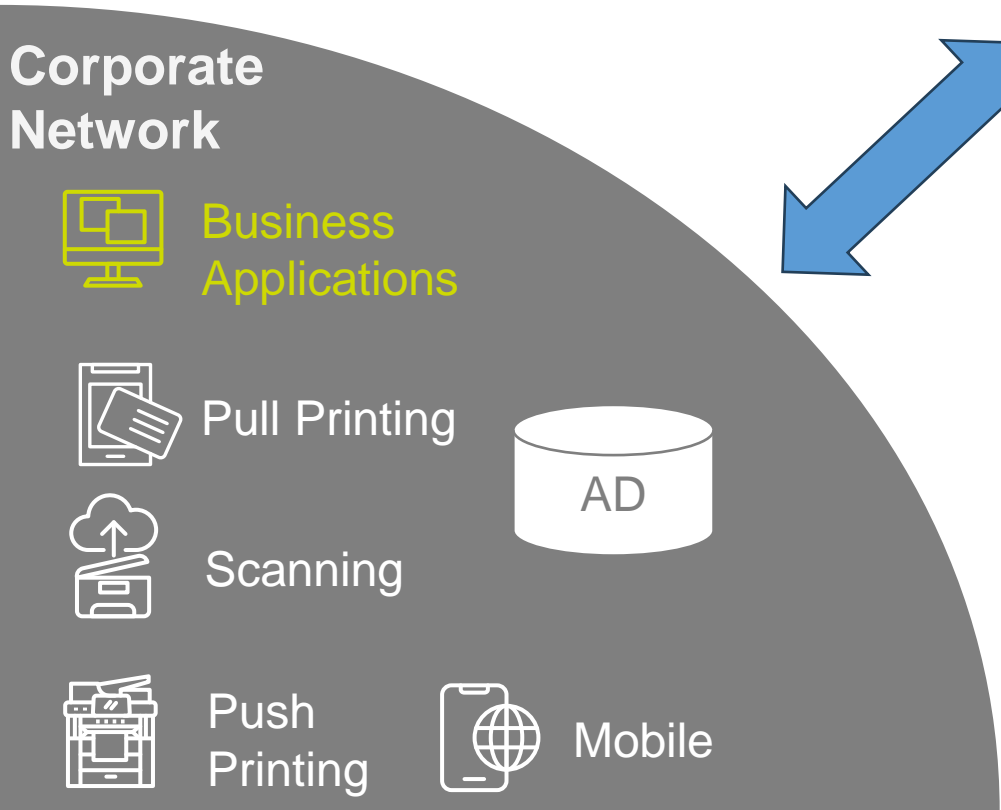 Corporate
Network
Business
Applications
Pull Printing
AD
Scanning
Push
Printing
Mobile